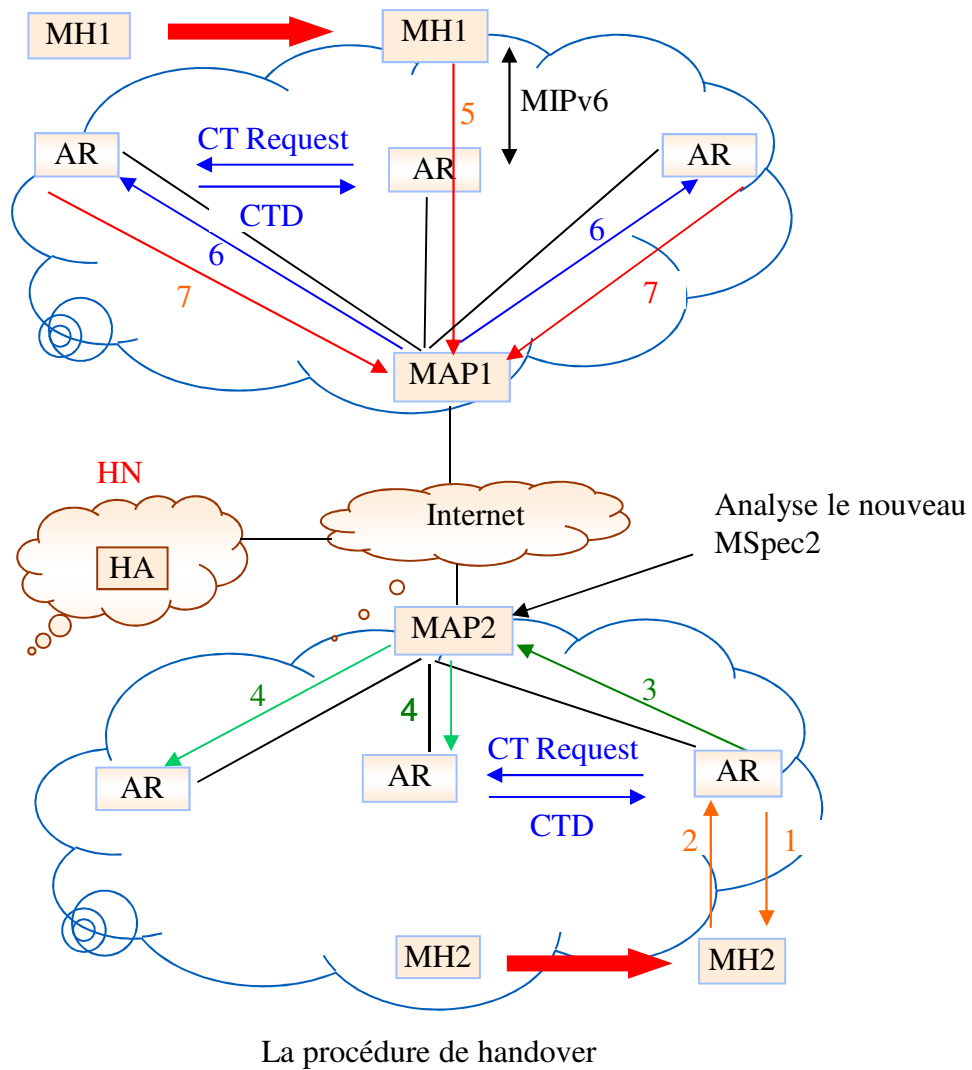 MH1
MH1
MIPv6
5
CT Request
AR
AR
AR
CTD
6
6
7
7
MAP1
HN
Internet
Analyse le nouveau
MSpec2
HA
MAP2
4
4
3
CT Request
AR
AR
AR
CTD
2
1
MH2
MH2
La procédure de handover